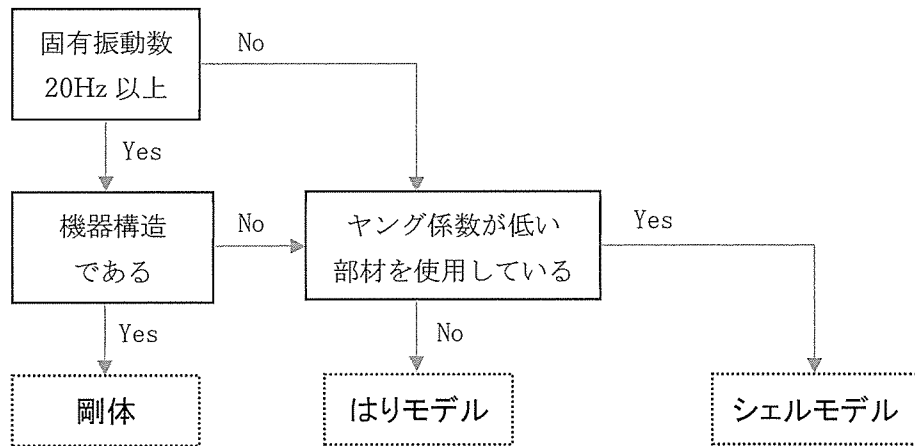 固有振動数
20Hz 以上
No
Yes
機器構造
である
No
ヤング係数が低い
部材を使用している
Yes
Yes
No
剛体
はりモデル
シェルモデル